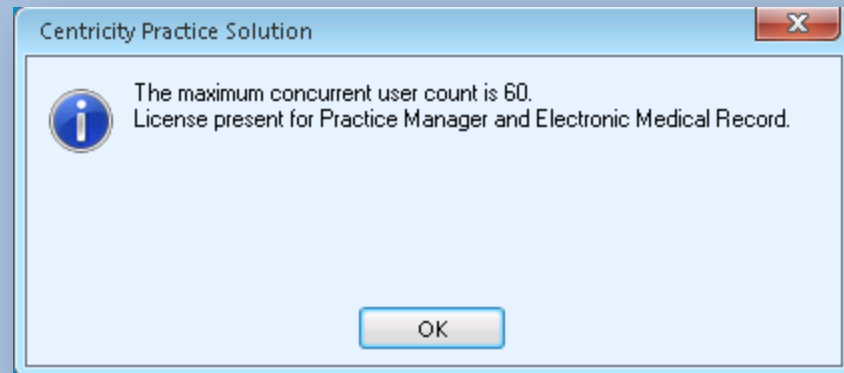 Centricity Practice Solution
The maximum concurrent user count is 60.
License present for Practice Manager and Electronic Medical Record.
OK